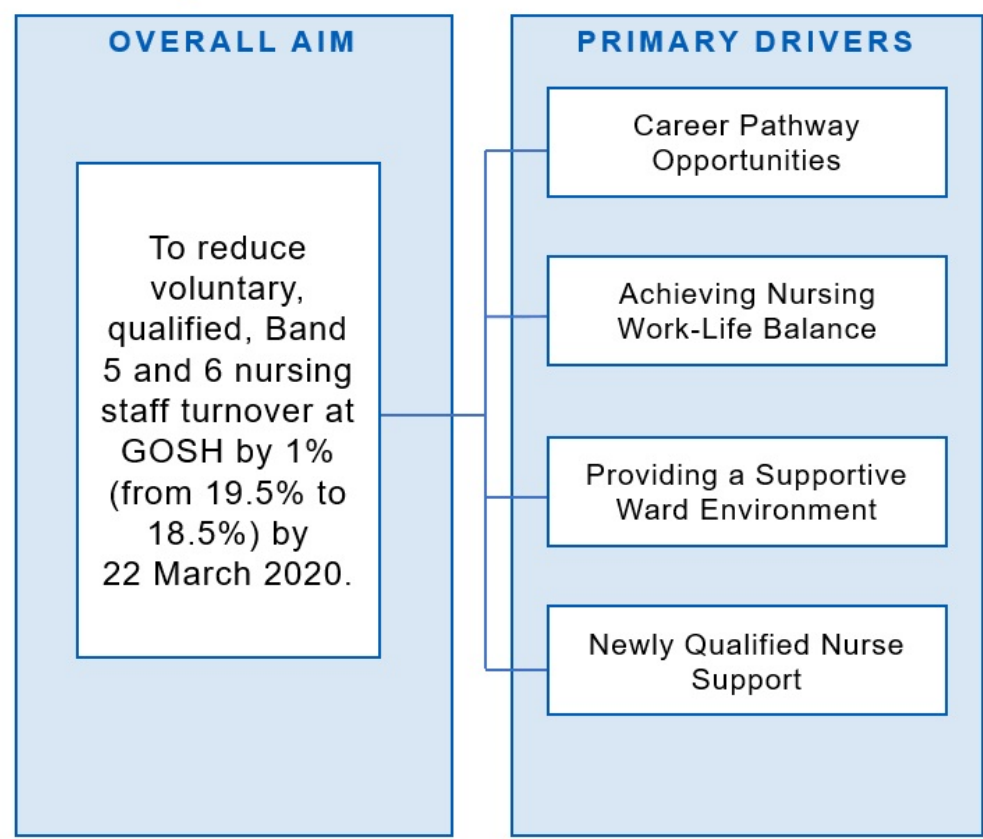 OVERALL AIM
To reduce
voluntary,
qualified, Band
5 and 6 nursing
staff turnover at
GOSH by 1%
(from 19.5% to
18.5%) by
22 March 2020.
PRIMARY DRIVERS
Career Pathway
Opportunities
Achieving Nursing
Work-Life Balance
Providing a Supportive
Ward Environment
Newly Qualified Nurse
Support